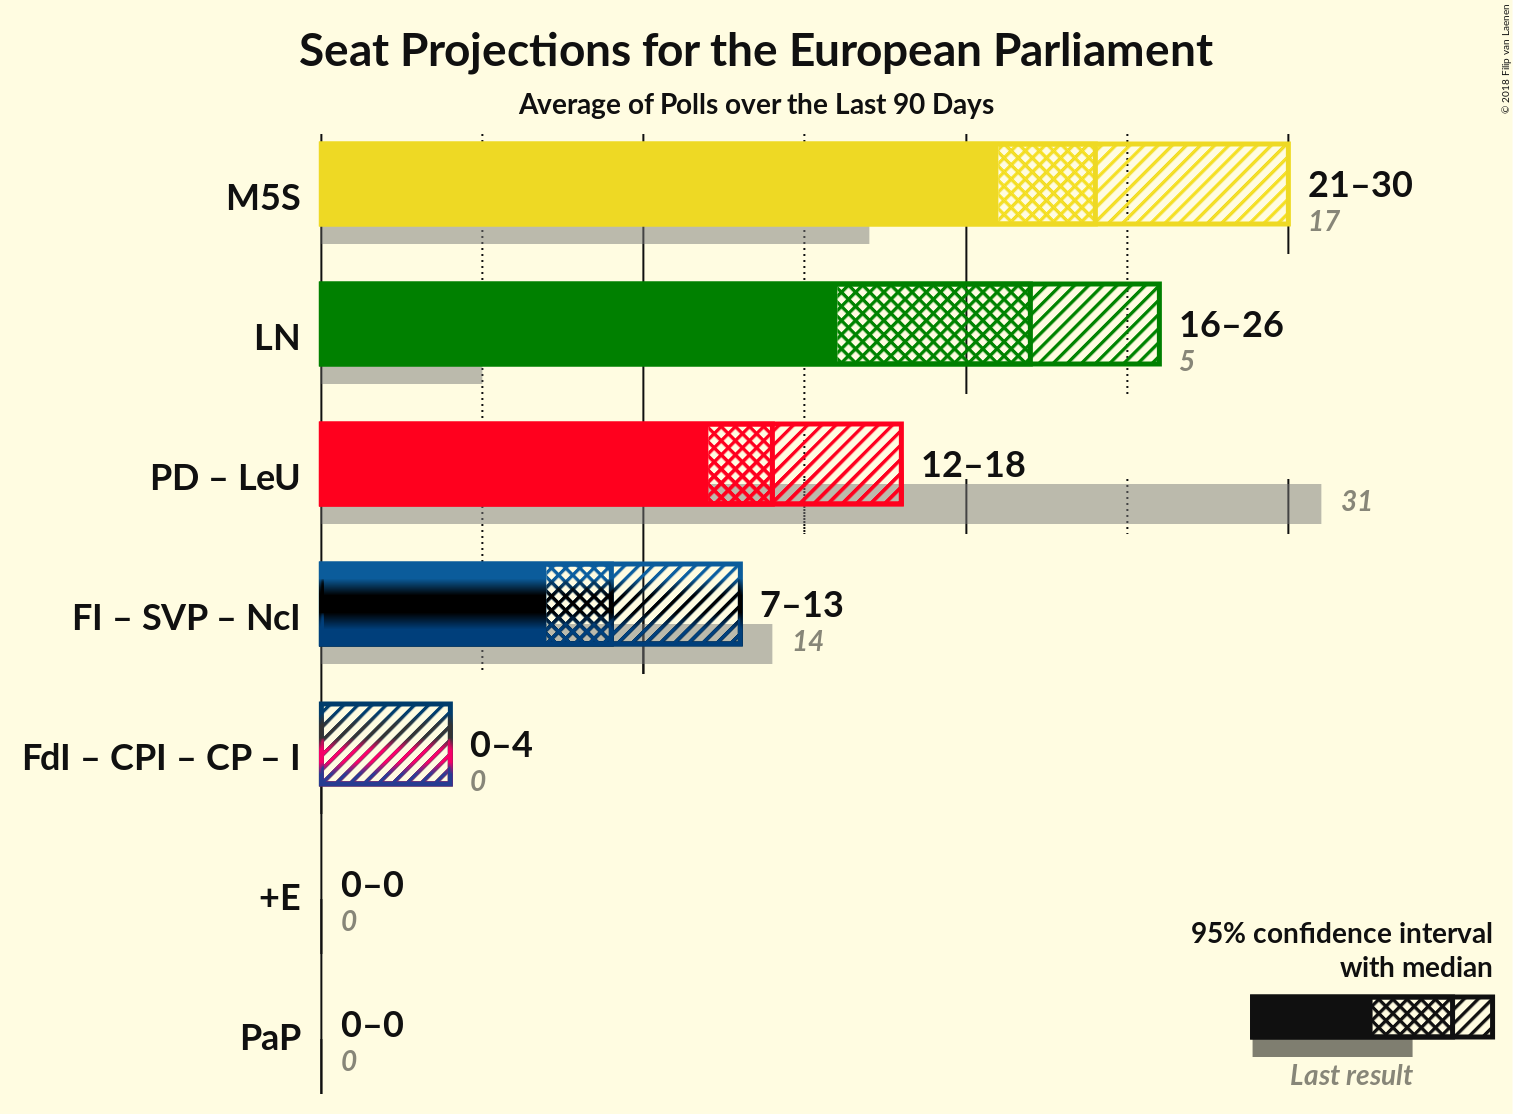 Seat Projections for the European Parliament
Average of Polls over the Last 90 Days
© 2018 Filip van Laenen
M5S
21–30
17
LN
16–26
5
PD – LeU
12–18
31
FI – SVP – NcI
7–13
14
FdI – CPI – CP – I
0–4
0
+E
0–0
0
PaP
0–0
0
95% confidence interval
with median
Last result